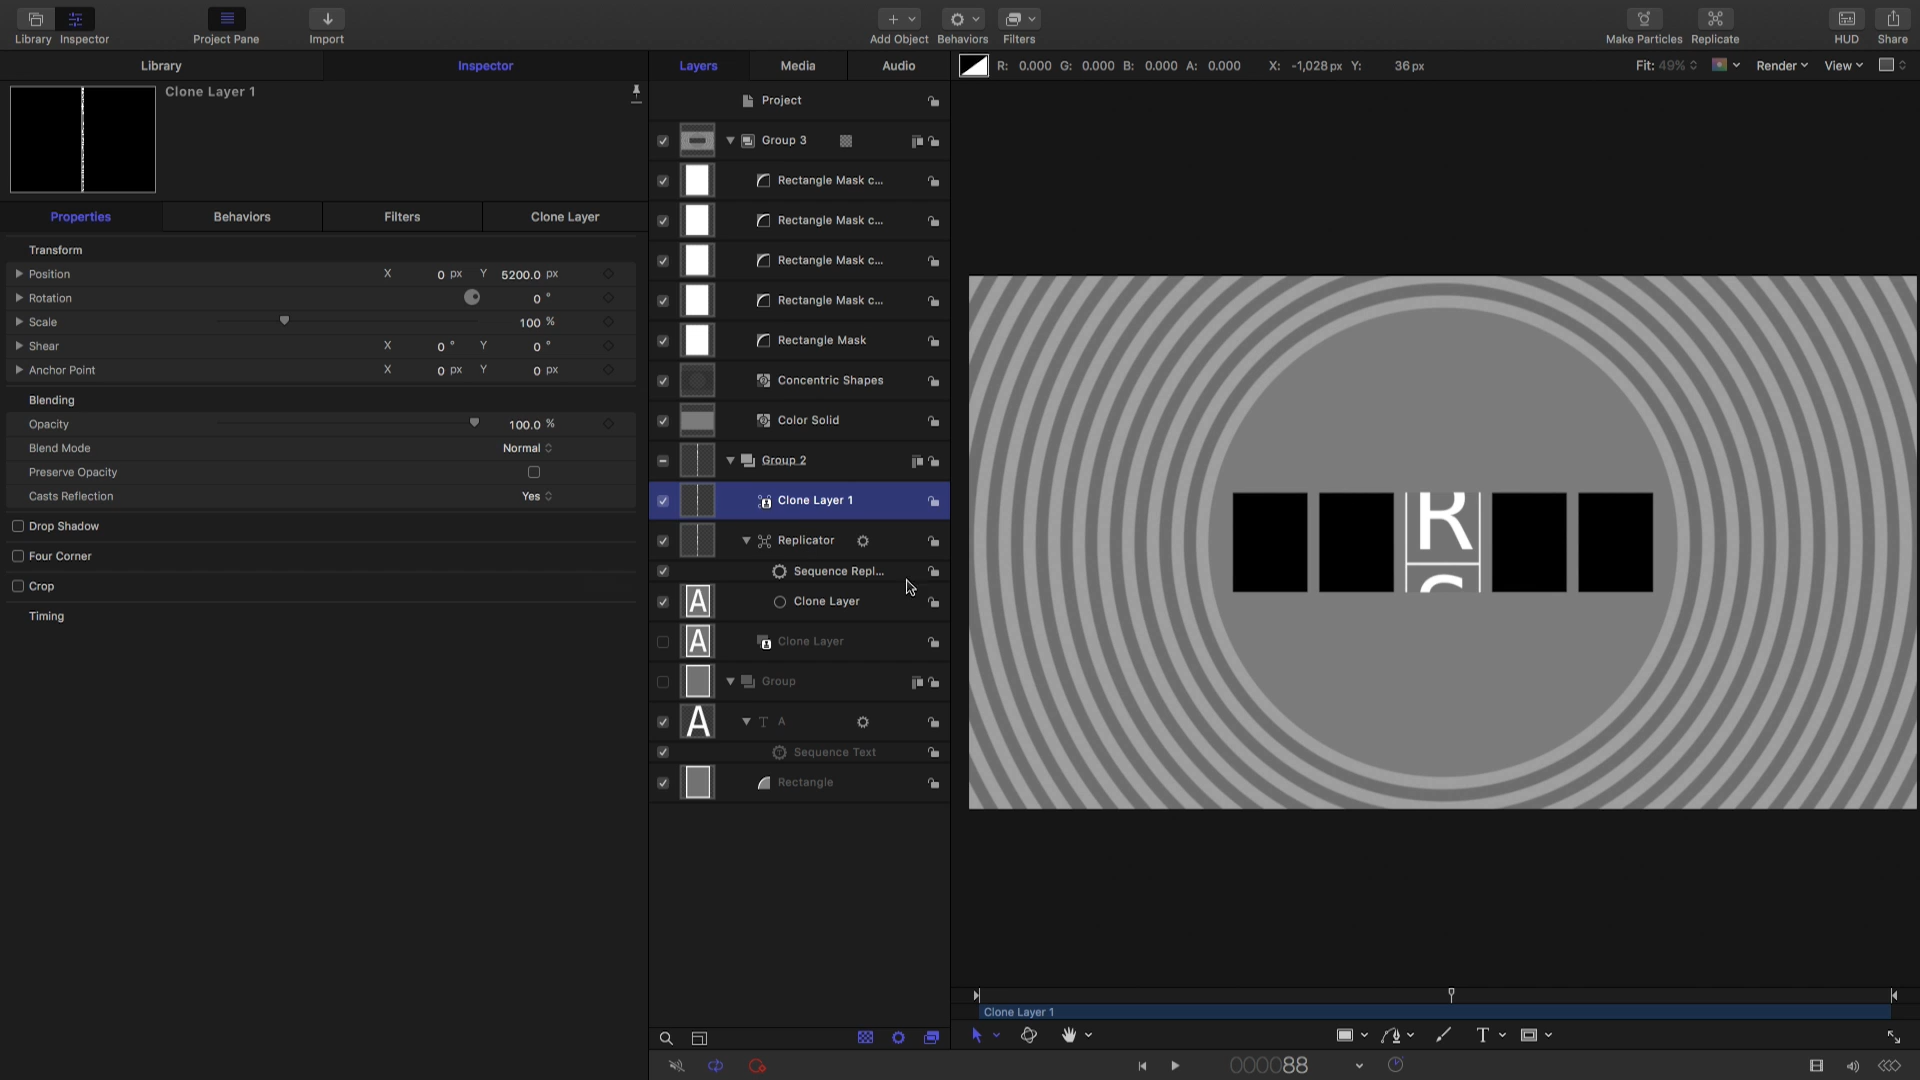 Library Inspector Project Pane Import Add Object Behaviors Filters Make Particles Replicate HUD Share
Library Inspector Layers Media Audio R: 0.000 G: 0.000 B: 0.000 A: 0.000 X: -1,028 px Y: 36 px Fit: 49% Render View
Clone Layer 1
Properties Behaviors Filters Clone Layer
Transform
Position X 0 px Y 5200.0 px
Rotation 0 °
Scale 100 %
Shear X 0 ° Y 0 °
Anchor Point X 0 px Y 0 px
Blending
Opacity 100.0 %
Blend Mode Normal
Preserve Opacity
Casts Reflection Yes
Drop Shadow
Four Corner
Crop
Timing
Project
Group 3
Rectangle Mask c...
Rectangle Mask c...
Rectangle Mask c...
Rectangle Mask c...
Rectangle Mask
Concentric Shapes
Color Solid
Group 2
Clone Layer 1
Replicator
Sequence Repl...
A Clone Layer
A Clone Layer
Group
A T A
Sequence Text
Rectangle
R
Clone Layer 1
T
000088